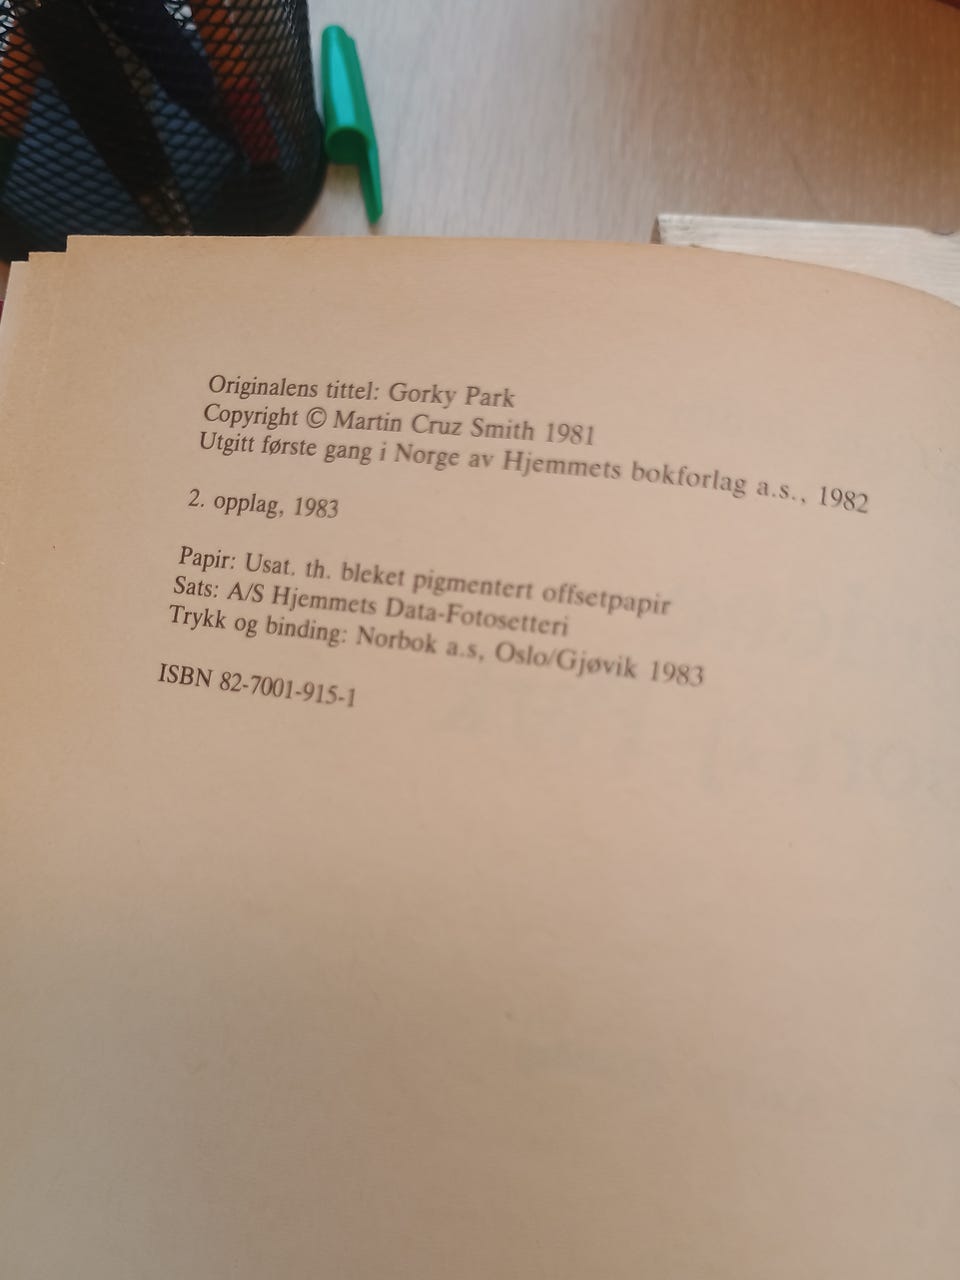 Originalens tittel: Gorky Park
Copyright © Martin Cruz Smith 1981
Utgitt første gang i Norge av Hjemmets bokforlag a.s., 1982
2. opplag, 1983
Papir: Usat. th. bleket pigmentert offsetpapir
Sats: A/S Hjemmets Data-Fotosetteri
Trykk og binding: Norbok a.s, Oslo/Gjøvik 1983
ISBN 82-7001-915-1